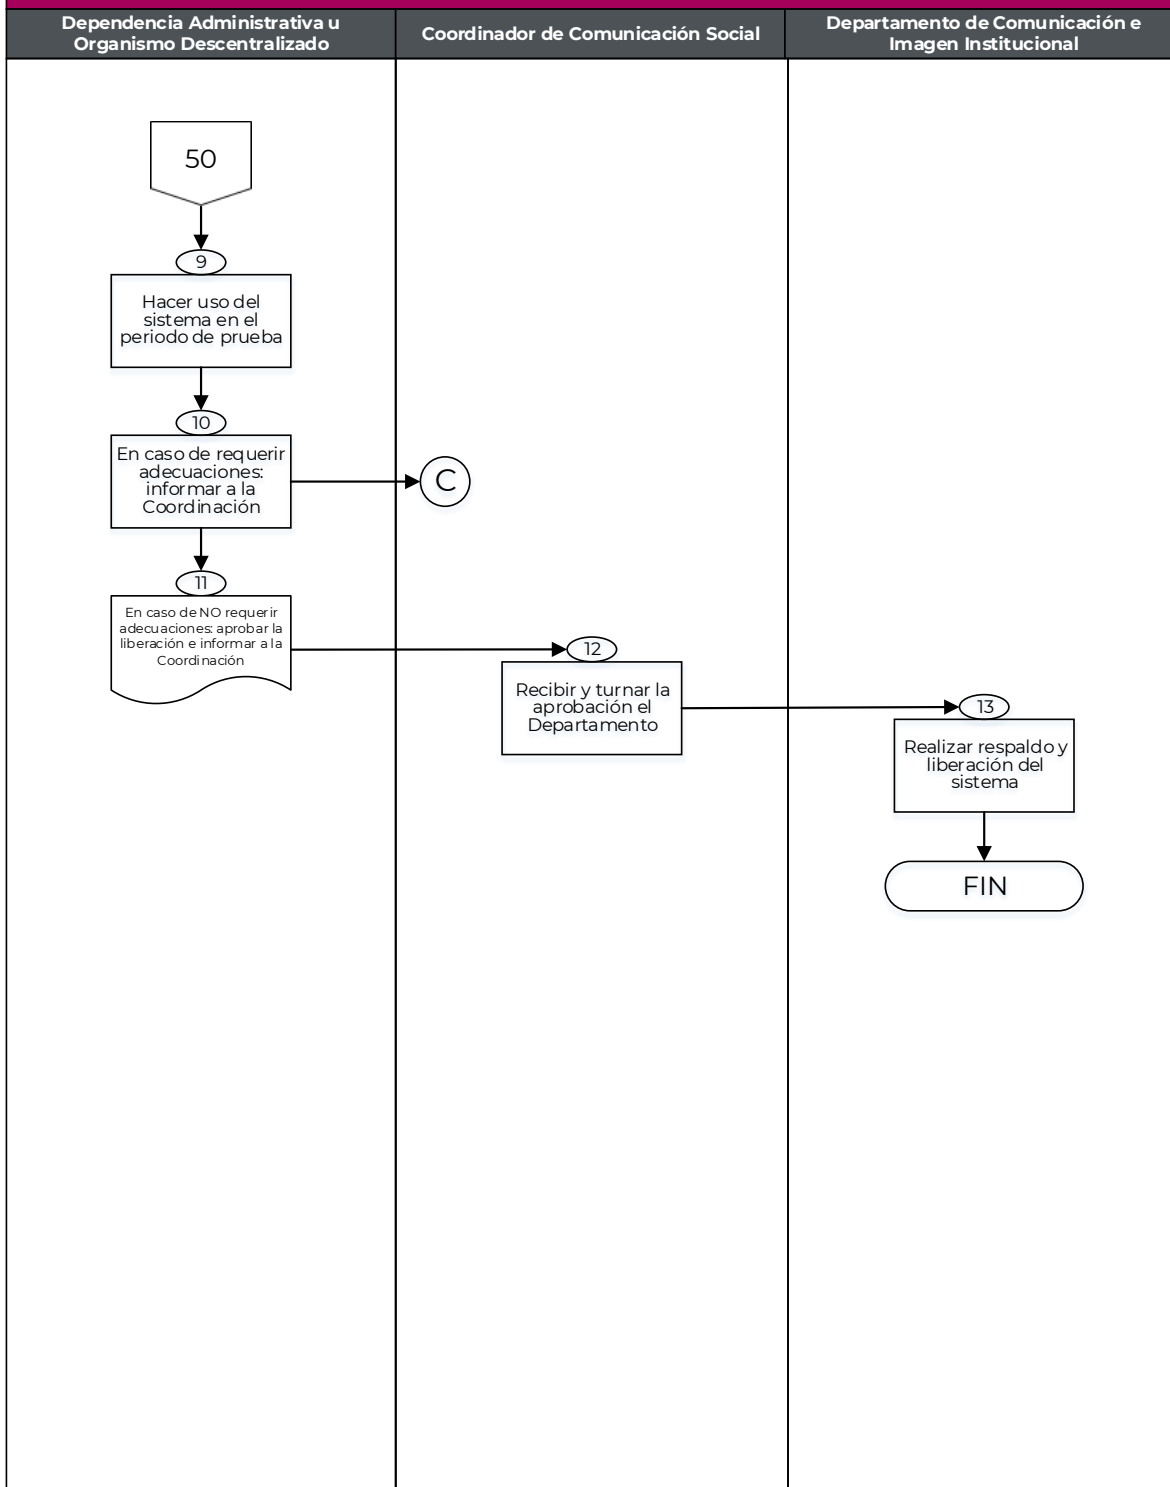 Dependencia Administrativa u
Organismo Descentralizado
Coordinador de Comunicación Social
Departamento de Comunicación e
Imagen Institucional
50
9
Hacer uso del
sistema en el
periodo de prueba
10
En caso de requerir
adecuaciones:
informar a la
Coordinación
C
11
En caso de NO requerir
adecuaciones: aprobar la
liberación e informar a la
Coordinación
12
Recibir y turnar la
aprobación el
Departamento
13
Realizar respaldo y
liberación del
sistema
FIN